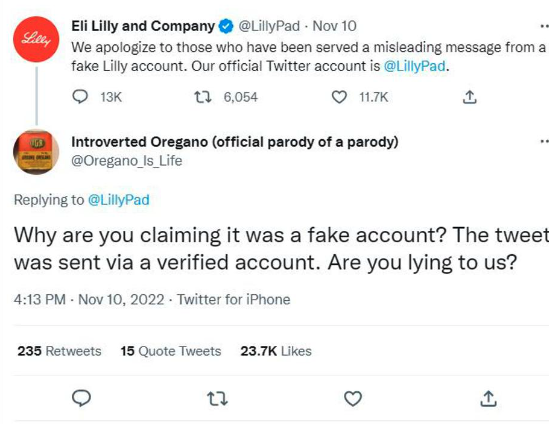 Lilly
Eli Lilly and Company @LillyPad · Nov 10
We apologize to those who have been served a misleading message from a
fake Lilly account. Our official Twitter account is @LillyPad.
13K 6,054 11.7K
Introverted Oregano (official parody of a parody)
@Oregano_Is_Life
Replying to @LillyPad
Why are you claiming it was a fake account? The tweet
was sent via a verified account. Are you lying to us?
4:13 PM · Nov 10, 2022 · Twitter for iPhone
235 Retweets 15 Quote Tweets 23.7K Likes